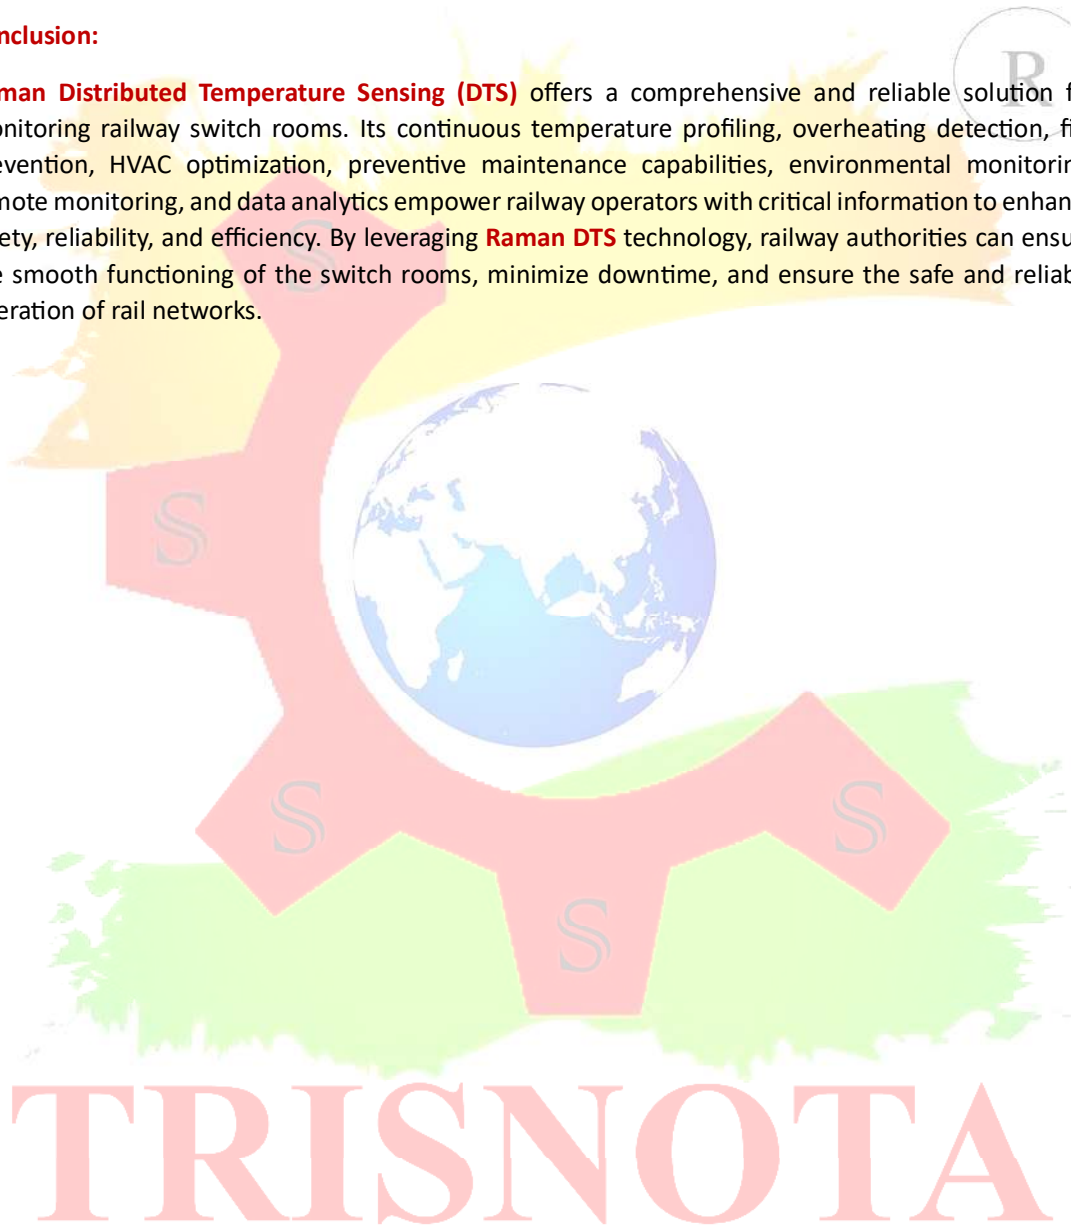 nclusion:
R
man Distributed Temperature Sensing (DTS) offers a comprehensive and reliable solution f
onitoring railway switch rooms. Its continuous temperature profiling, overheating detection, fi
evention, HVAC optimization, preventive maintenance capabilities, environmental monitorin
mote monitoring, and data analytics empower railway operators with critical information to enhan
ety, reliability, and efficiency. By leveraging Raman DTS technology, railway authorities can ensu
e smooth functioning of the switch rooms, minimize downtime, and ensure the safe and reliab
eration of rail networks.
S
S
S
S
S
TRISNOTA